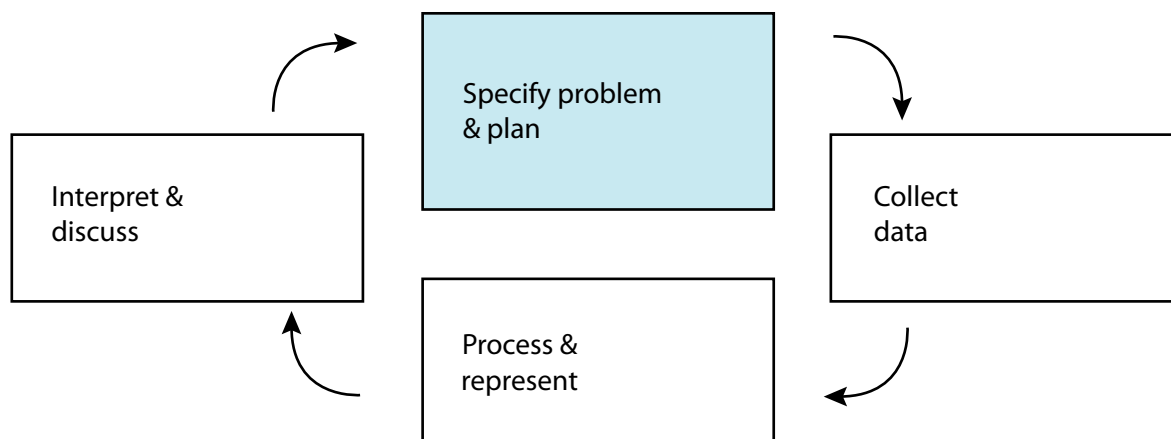 Specify problem
& plan
Interpret &
discuss
Collect
data
Process &
represent